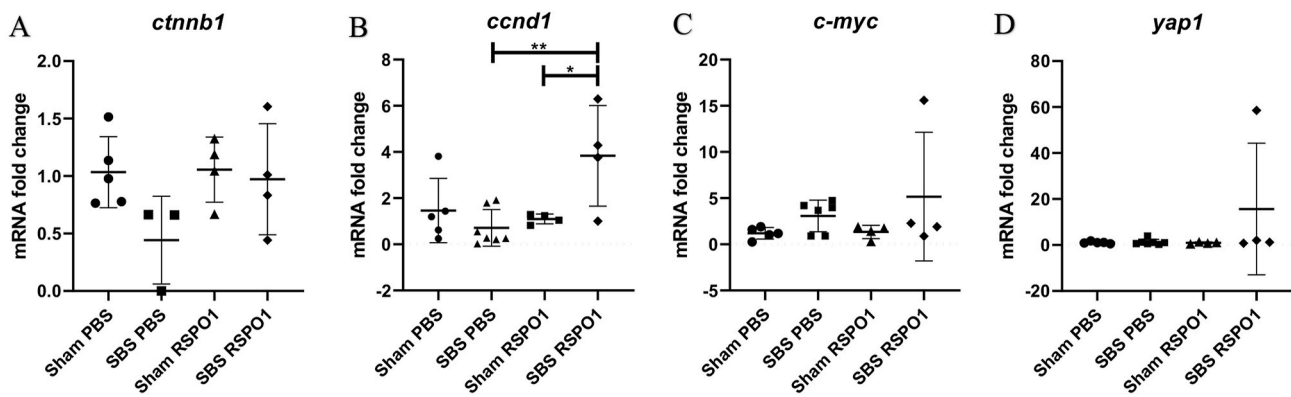 A
ctnnb1
mRNA fold change
2.0
1.5
1.0
0.5
0.0
Sham PBS
SBS PBS
Sham RSPO1
SBS RSPO1
B
ccnd1
**
*
mRNA fold change
8
6
4
2
0
-2
Sham PBS
SBS PBS
Sham RSPO1
SBS RSPO1
C
c-myc
mRNA fold change
20
15
10
5
0
-5
Sham PBS
SBS PBS
Sham RSPO1
SBS RSPO1
D
yap1
mRNA fold change
80
60
40
20
0
-20
Sham PBS
SBS PBS
Sham RSPO1
SBS RSPO1